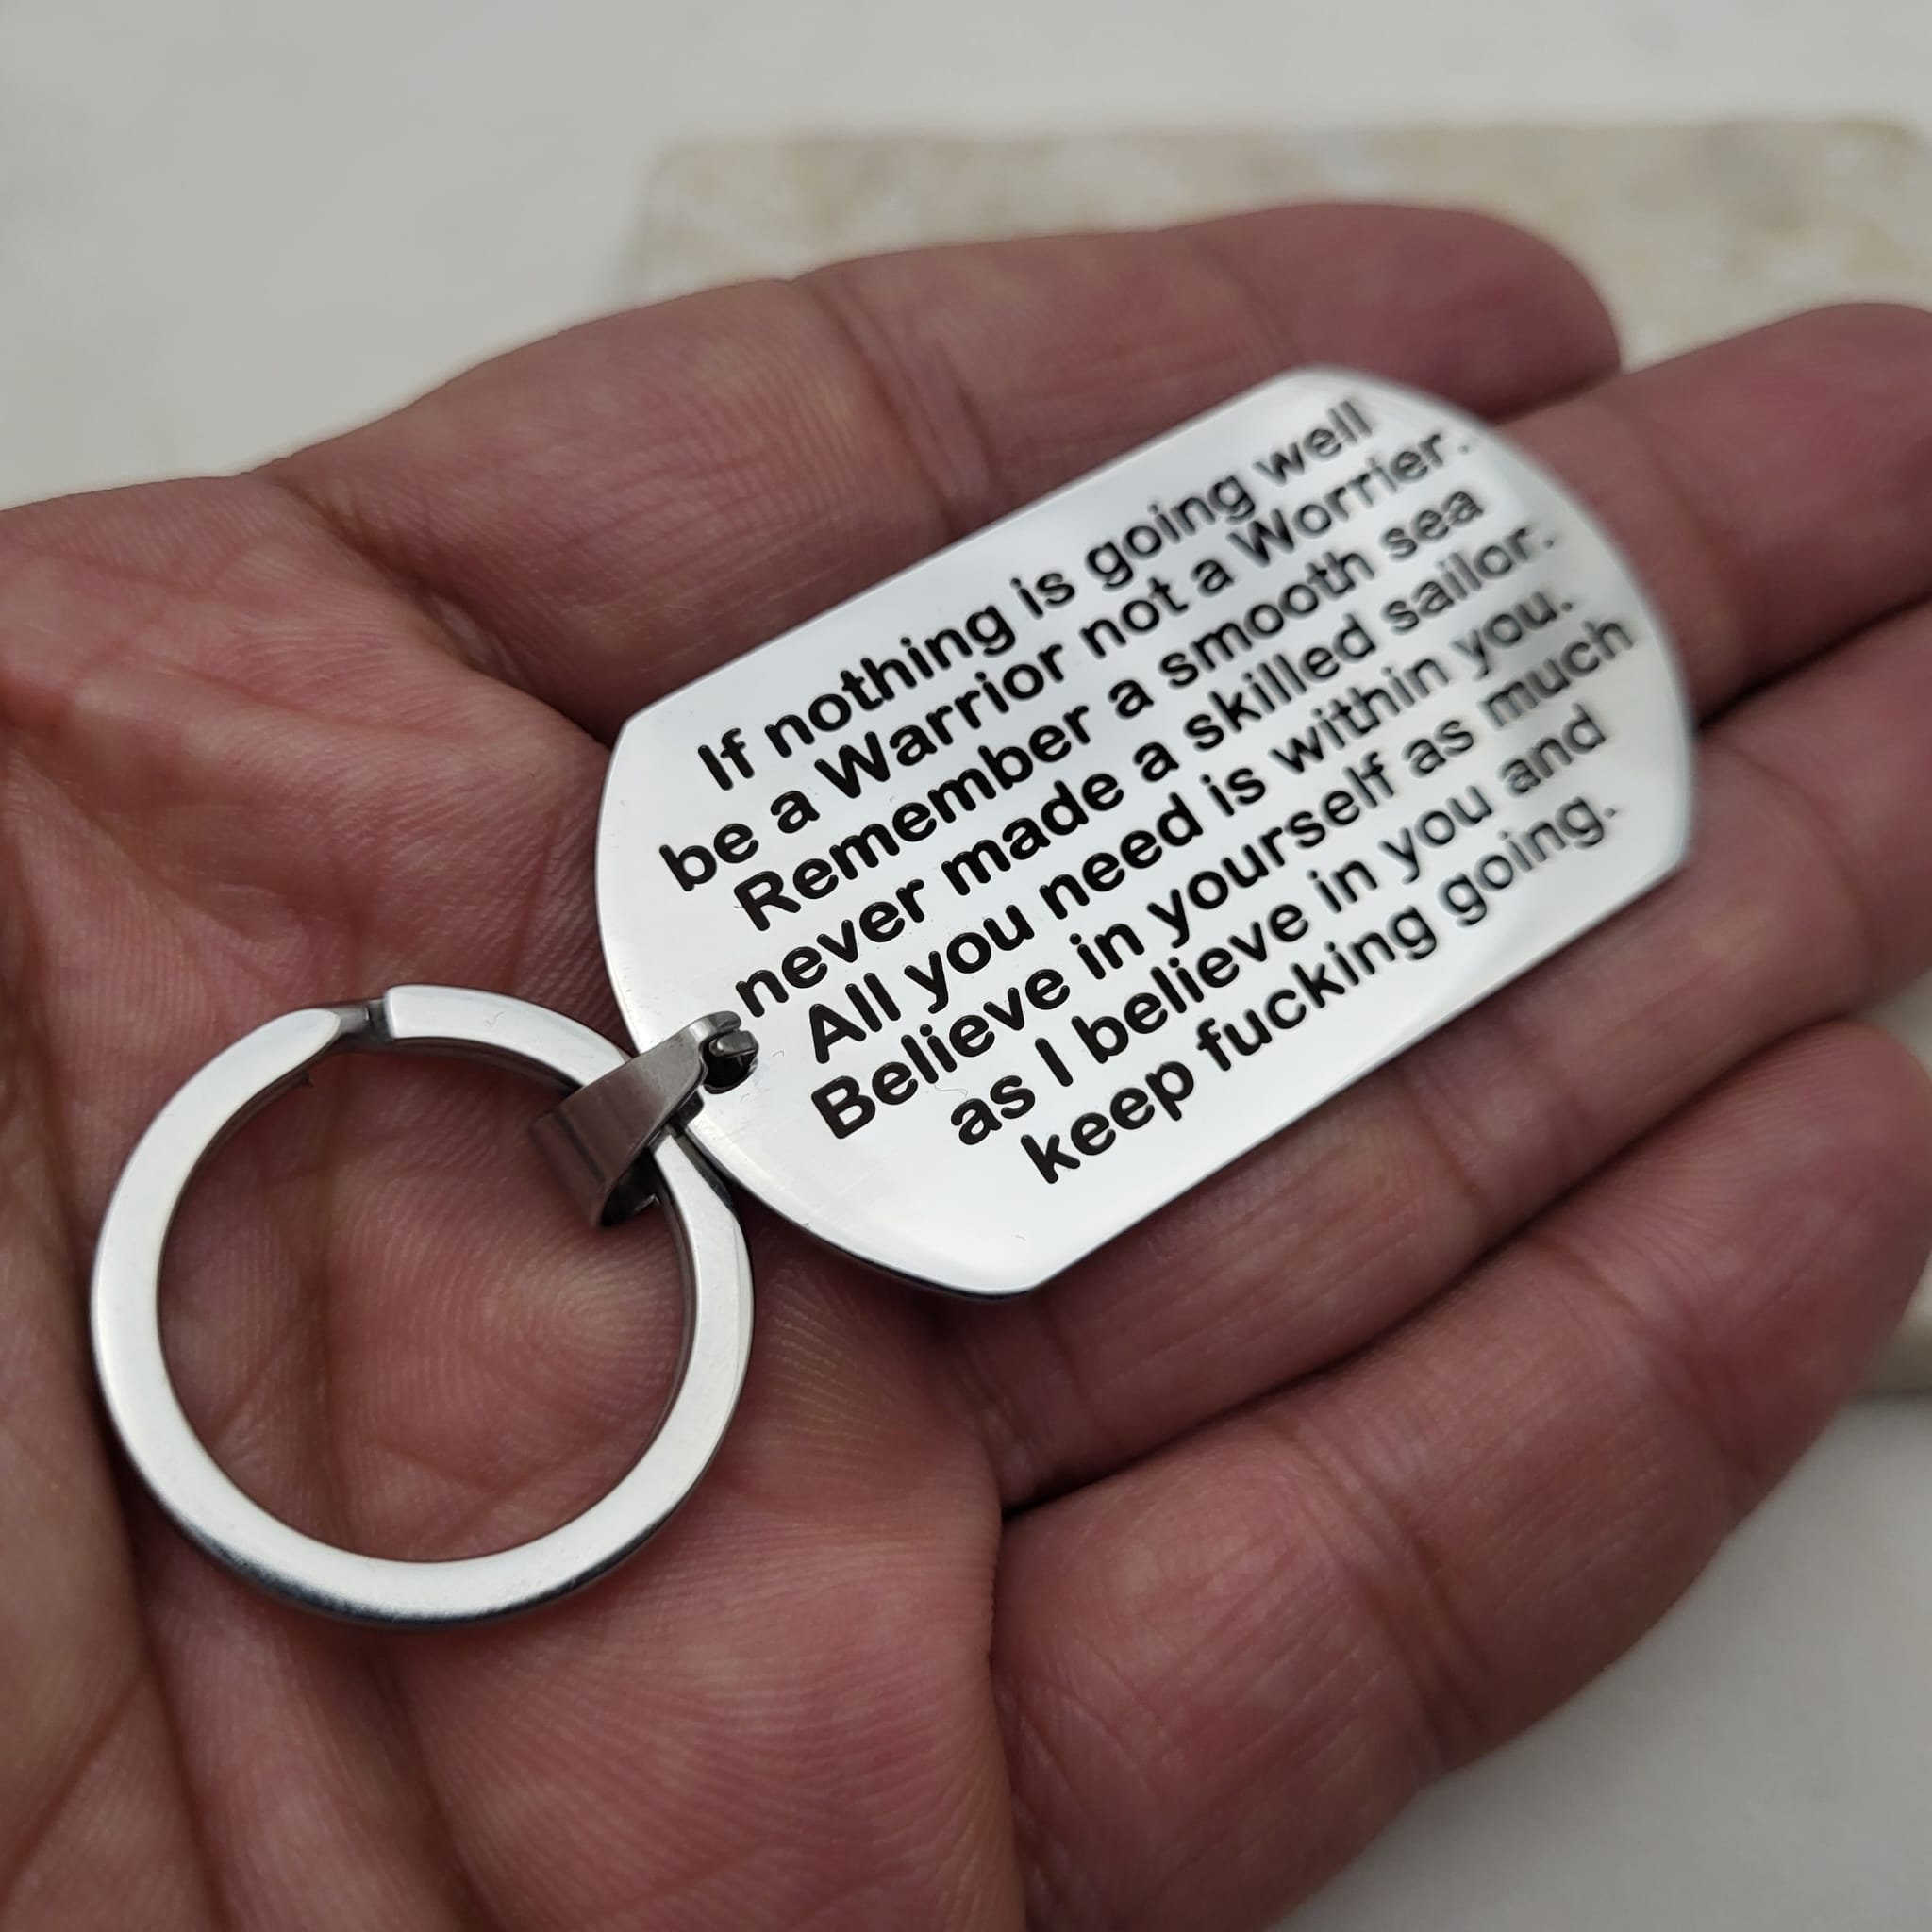 If nothing is going well
be a Warrior not a Worrier.
Remember a smooth sea
never made a skilled sailor.
All you need is within you.
Believe in yourself as much
as I believe in you and
keep fucking going.